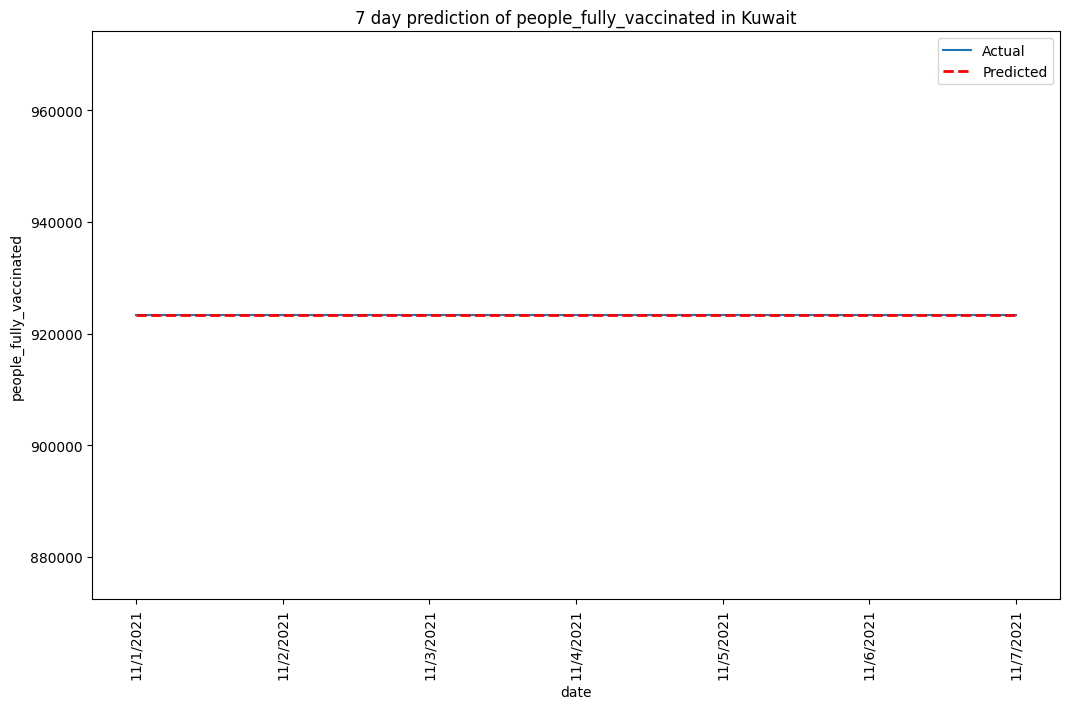 7 day prediction of people_fully_vaccinated in Kuwait
Actual
Predicted
960000
940000
920000
900000
880000
people_fully_vaccinated
11/1/2021
11/2/2021
11/3/2021
11/4/2021
11/5/2021
11/6/2021
11/7/2021
date